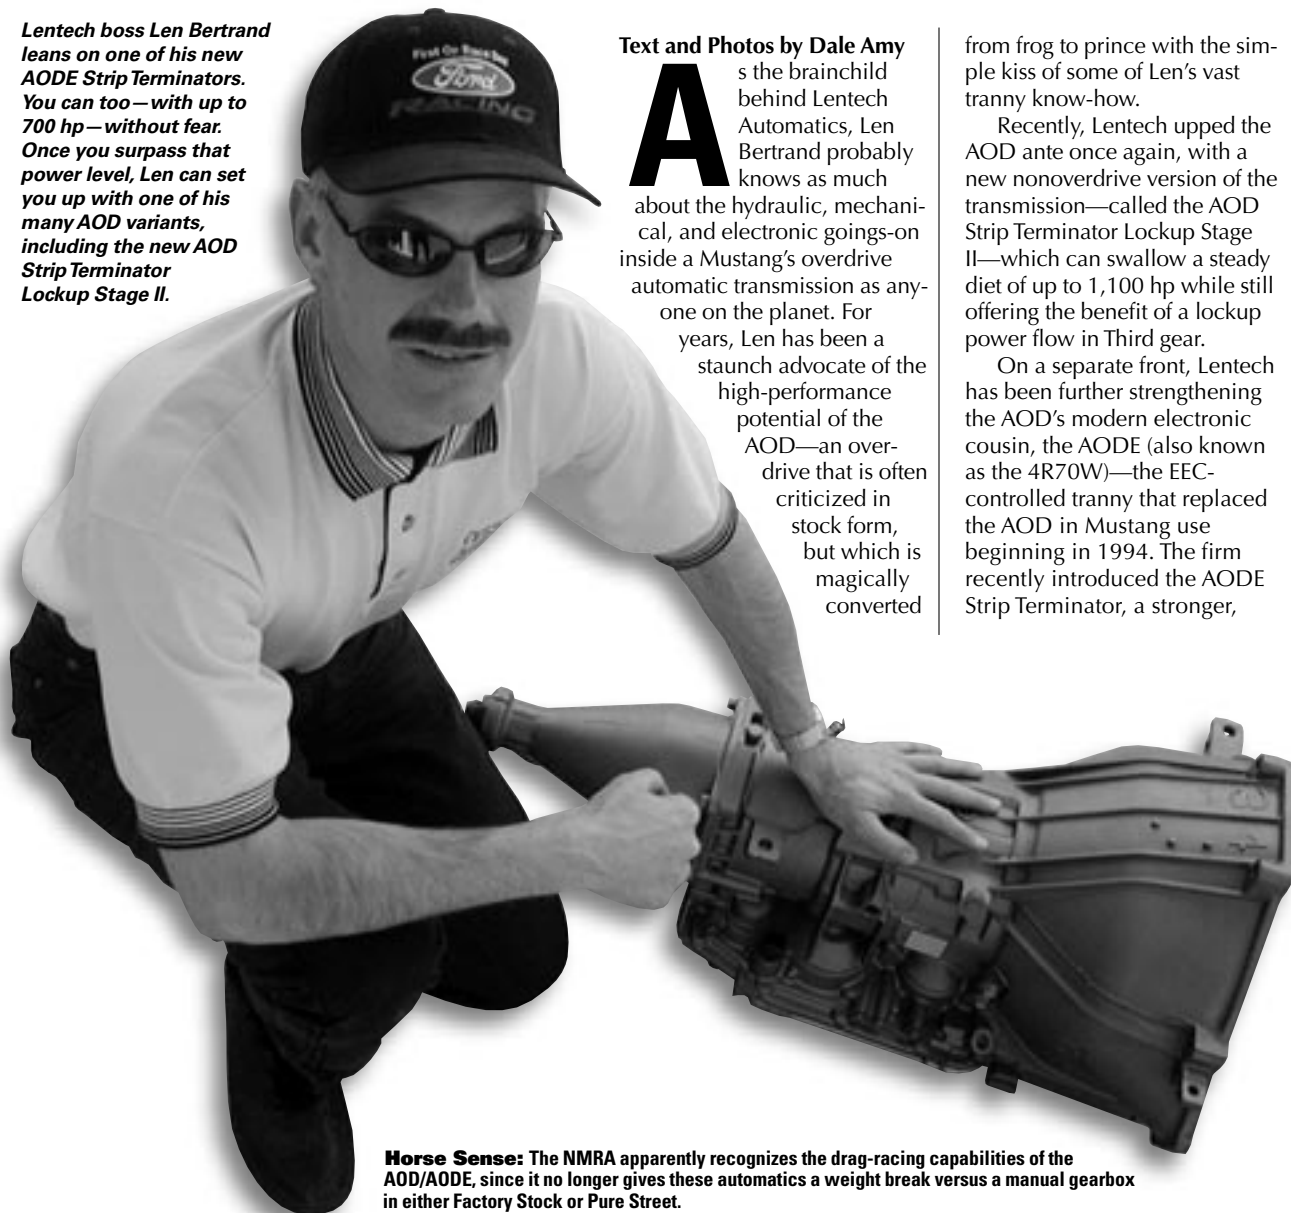 Lentech boss Len Bertrand
leans on one of his new
AODE Strip Terminators.
You can too—with up to
700 hp—without fear.
Once you surpass that
power level, Len can set
you up with one of his
many AOD variants,
including the new AOD
Strip Terminator
Lockup Stage II.
First On Race Day
Ford
RACING
Text and Photos by Dale Amy
As the brainchild
behind Lentech
Automatics, Len
Bertrand probably
knows as much
about the hydraulic, mechani-
cal, and electronic goings-on
inside a Mustang's overdrive
automatic transmission as any-
one on the planet. For
years, Len has been a
staunch advocate of the
high-performance
potential of the
AOD—an over-
drive that is often
criticized in
stock form,
but which is
magically
converted
from frog to prince with the sim-
ple kiss of some of Len's vast
tranny know-how.
Recently, Lentech upped the
AOD ante once again, with a
new nonoverdrive version of the
transmission—called the AOD
Strip Terminator Lockup Stage
II—which can swallow a steady
diet of up to 1,100 hp while still
offering the benefit of a lockup
power flow in Third gear.
On a separate front, Lentech
has been further strengthening
the AOD's modern electronic
cousin, the AODE (also known
as the 4R70W)—the EEC-
controlled tranny that replaced
the AOD in Mustang use
beginning in 1994. The firm
recently introduced the AODE
Strip Terminator, a stronger,
Horse Sense: The NMRA apparently recognizes the drag-racing capabilities of the
AOD/AODE, since it no longer gives these automatics a weight break versus a manual gearbox
in either Factory Stock or Pure Street.